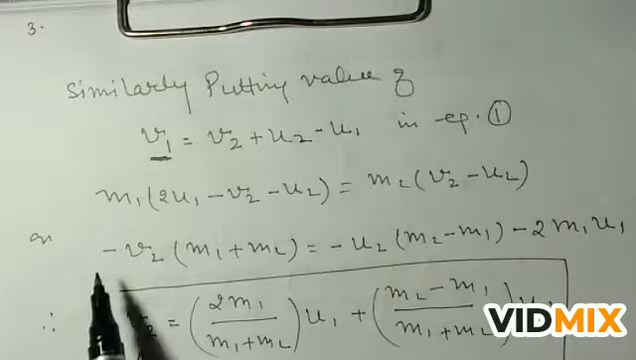 3.
Similarly Putting value of
v₁ = v₂ + u₂ - u₁ in eq. ①
m₁(2u₁ - v₂ - u₂) = m₂(v₂ - u₂)
or - v₂ (m₁ + m₂) = - u₂ (m₂ - m₁) - 2m₁u₁
∴ v₂ = (2m₁/(m₁+m₂)) u₁ + ((m₂ - m₁)/(m₁+m₂))
VIDMIX